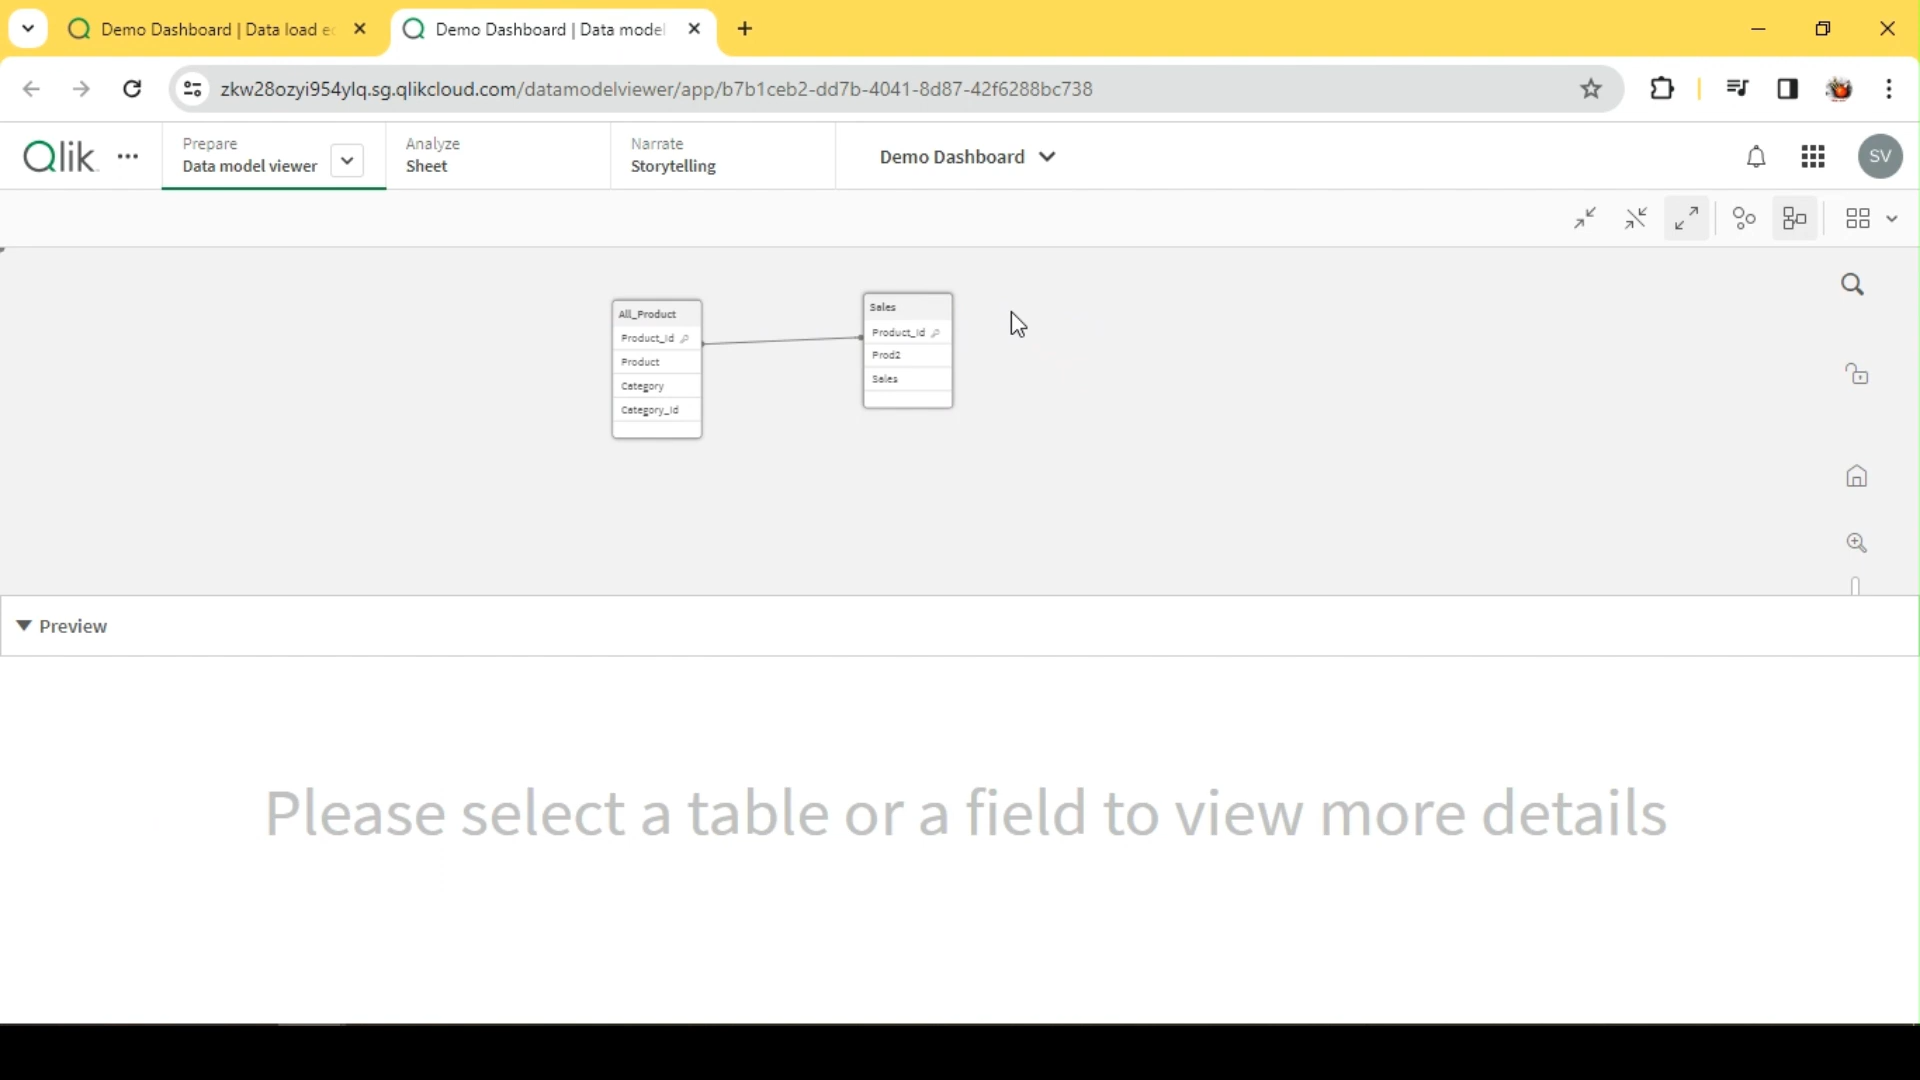 Demo Dashboard | Data load e
Demo Dashboard | Data model
zkw28ozyi954ylq.sg.qlikcloud.com/datamodelviewer/app/b7b1ceb2-dd7b-4041-8d87-42f6288bc738
Qlik
Prepare
Data model viewer
Analyze
Sheet
Narrate
Storytelling
Demo Dashboard
SV
All_Product
Product_Id
Product
Category
Category_Id
Sales
Product_Id
Prod2
Sales
Preview
Please select a table or a field to view more details